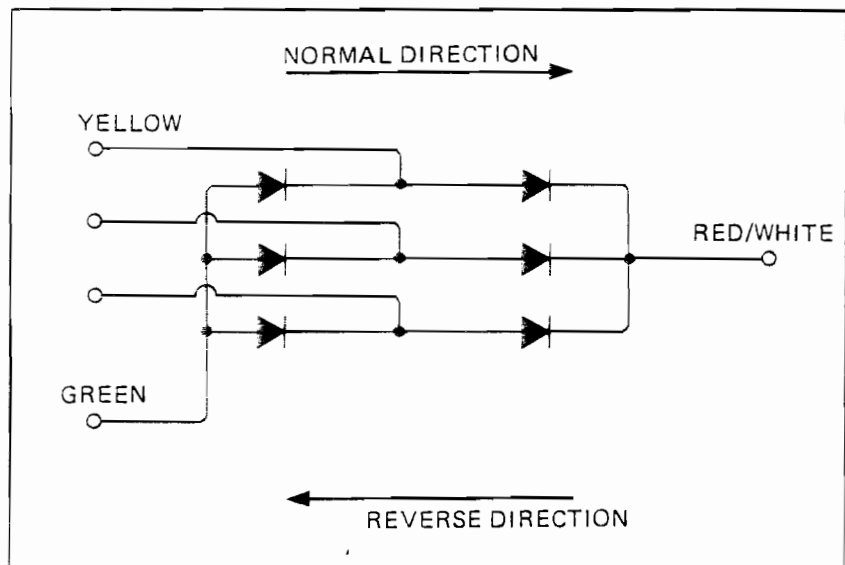 NORMAL DIRECTION
YELLOW
RED/WHITE
GREEN
REVERSE DIRECTION